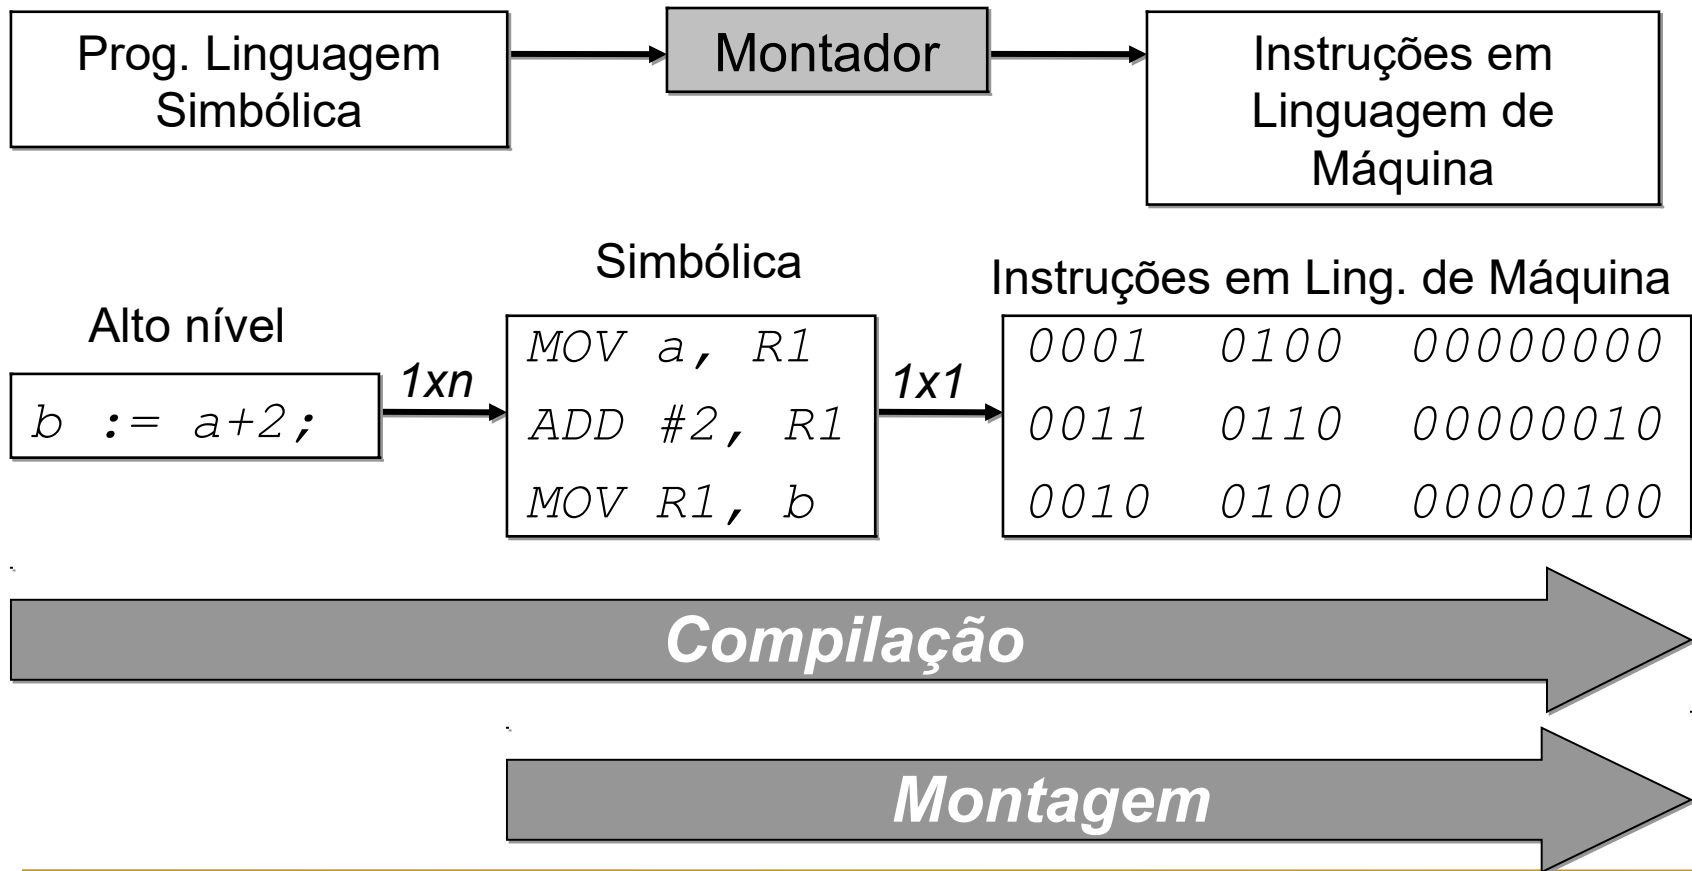 Prog. Linguagem
Simbólica
Montador
Instruções em
Linguagem de
Máquina
Alto nível
b := a+2;
1xn
Simbólica
MOV a, R1
ADD #2, R1
MOV R1, b
1x1
Instruções em Ling. de Máquina
0001 0100 00000000
0011 0110 00000010
0010 0100 00000100
Compilação
Montagem